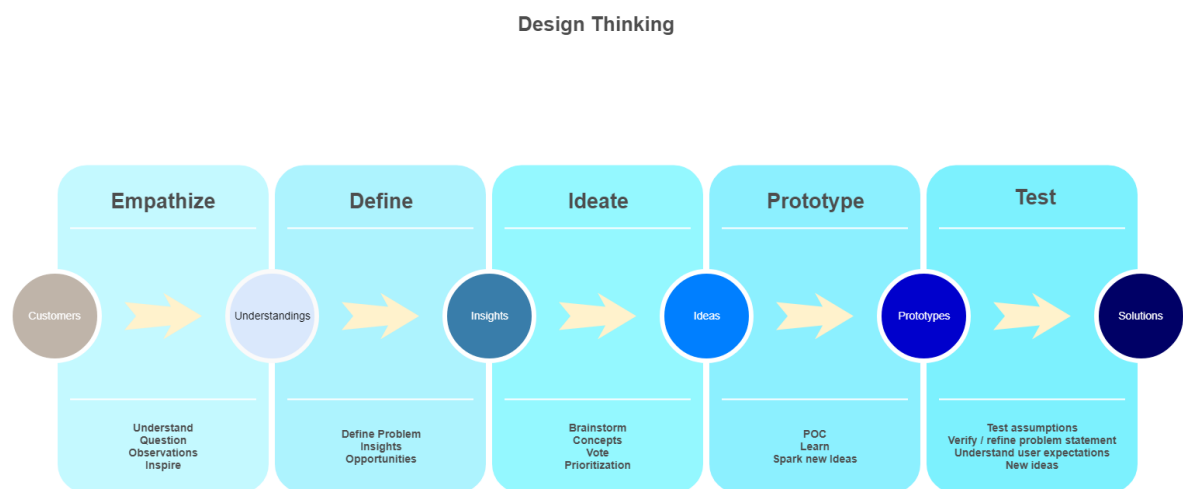 Design Thinking
Empathize
Define
Ideate
Prototype
Test
Customers
Understandings
Insights
Ideas
Prototypes
Solutions
Understand
Question
Observations
Inspire
Define Problem
Insights
Opportunities
Brainstorm
Concepts
Vote
Prioritization
POC
Learn
Spark new Ideas
Test assumptions
Verify / refine problem statement
Understand user expectations
New ideas